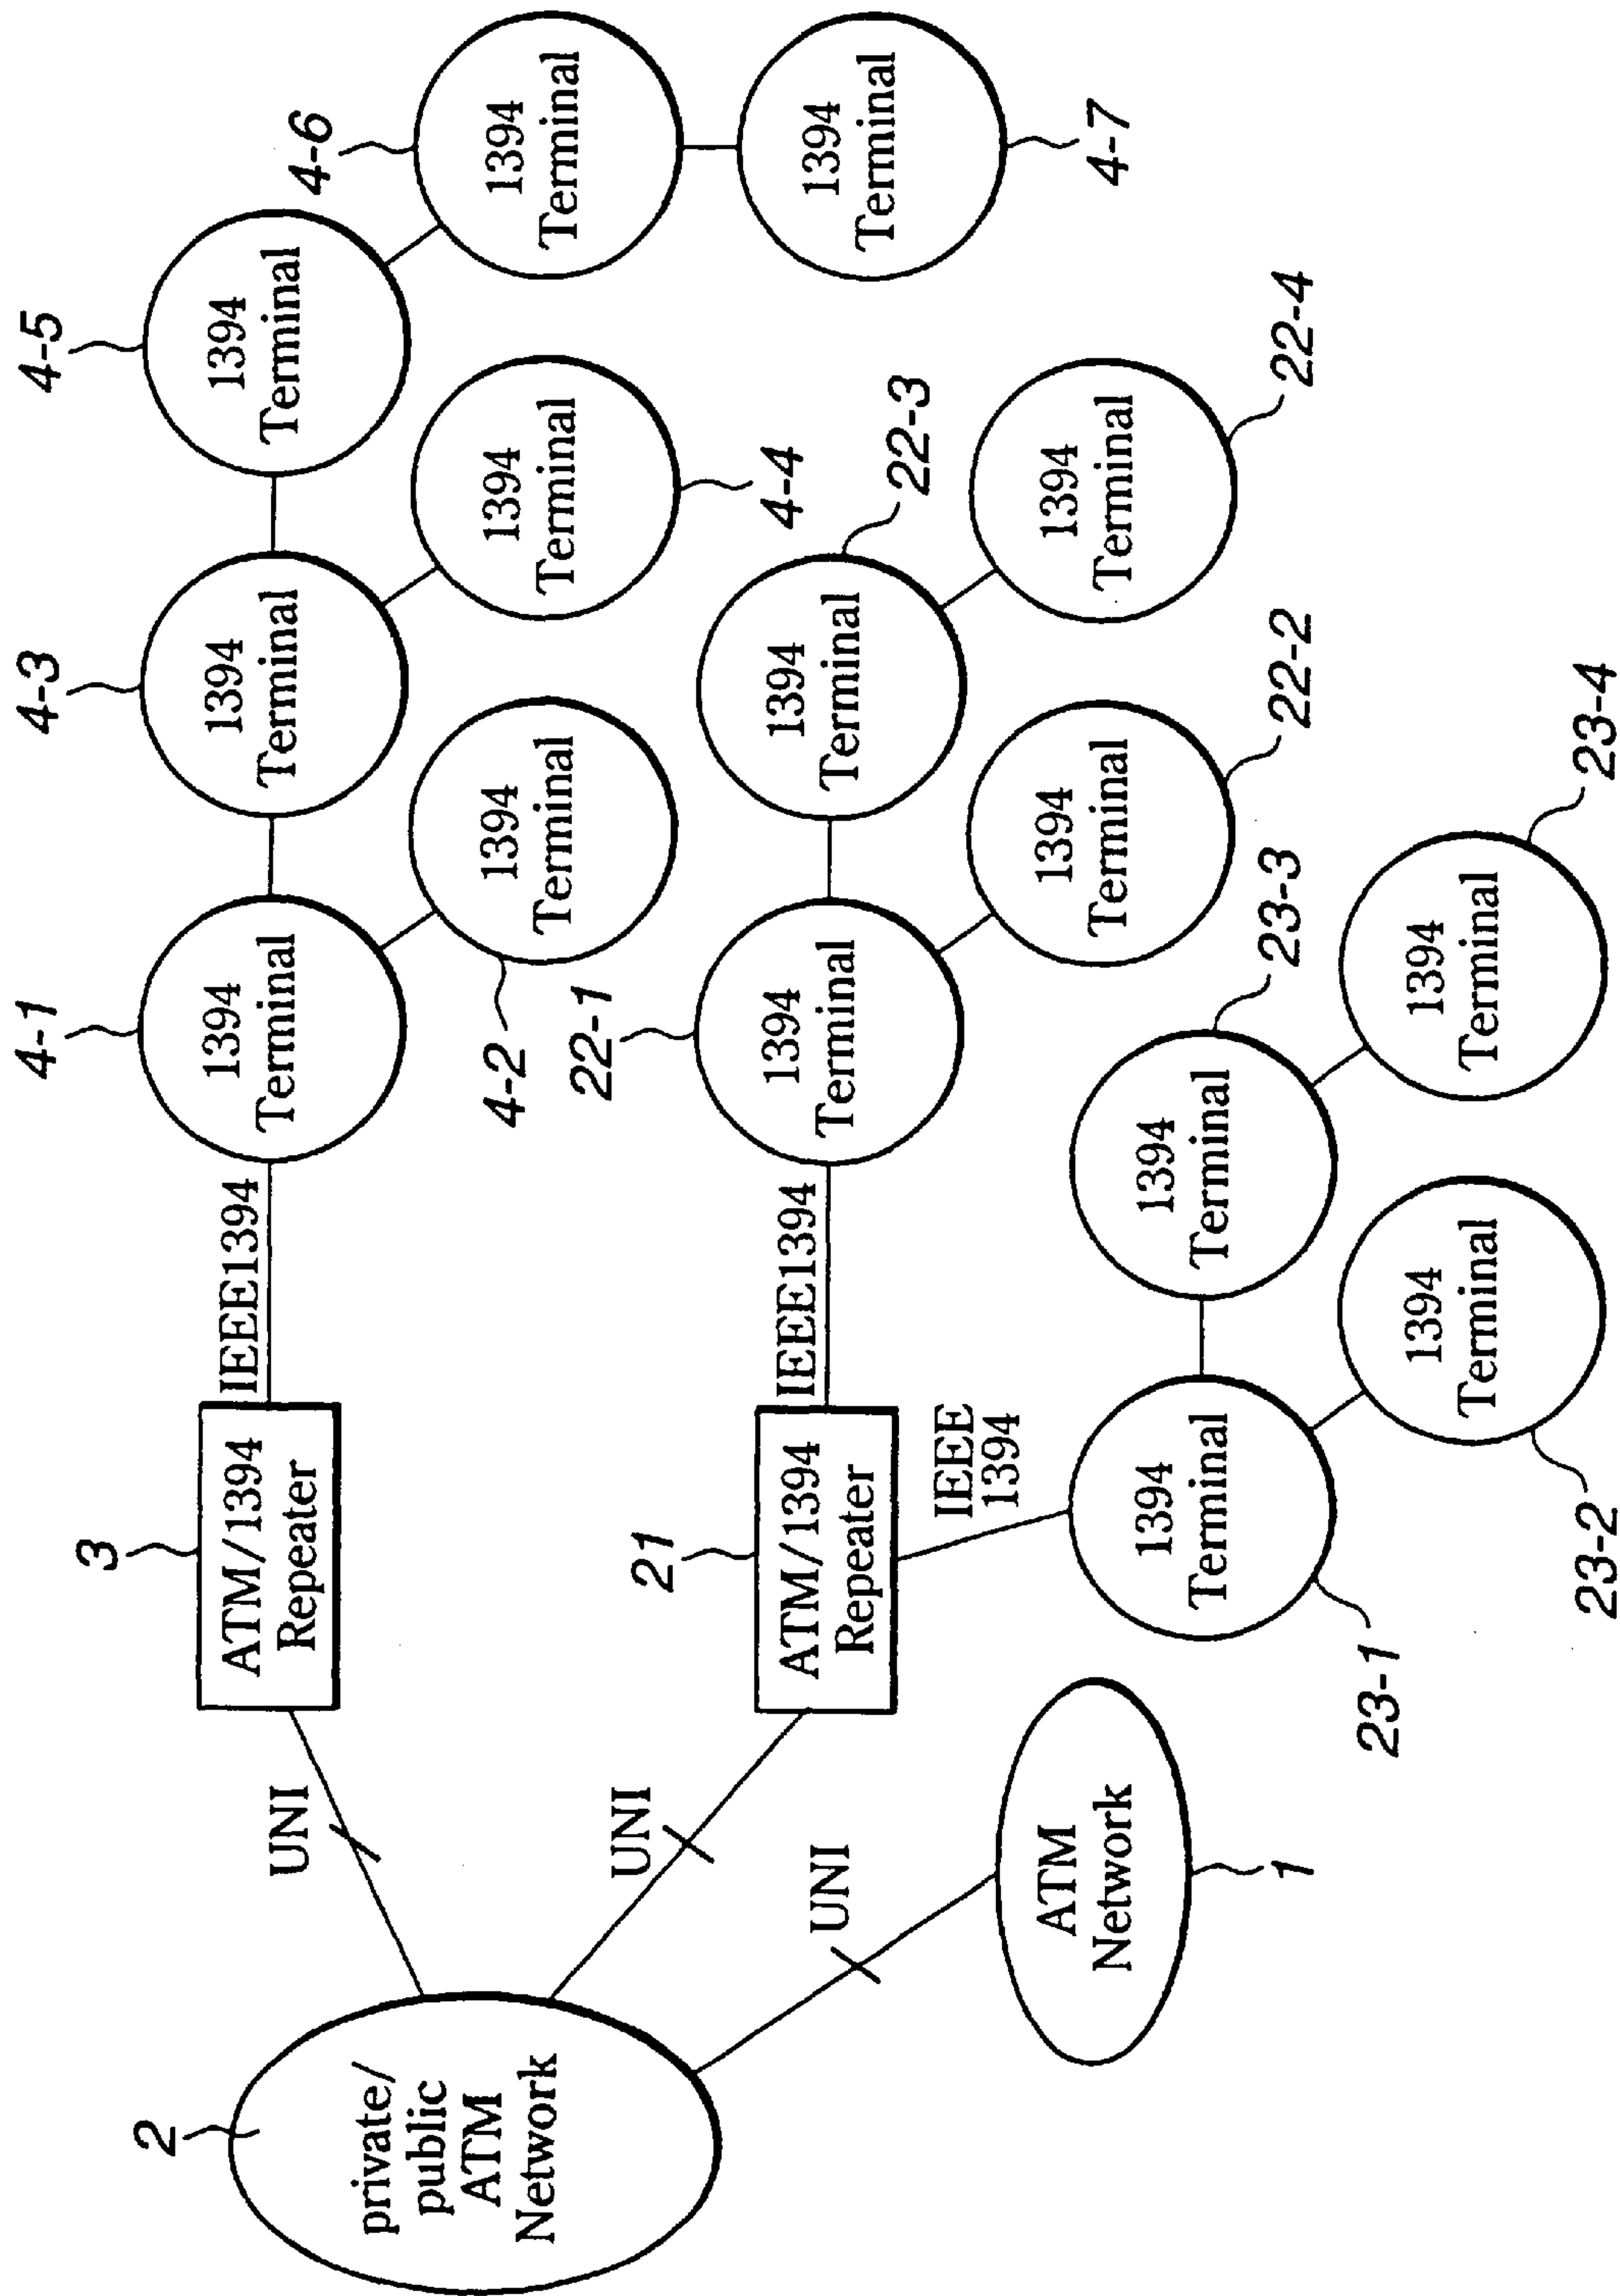 2
private/
public
ATM
Network
UNI
UNI
UNI
ATM
Network
1
3
ATM/1394
Repeater
IEEE1394
4-1
1394
Terminal
4-2
1394
Terminal
4-3
1394
Terminal
4-4
1394
Terminal
4-5
1394
Terminal
4-6
1394
Terminal
4-7
1394
Terminal
21
ATM/1394
Repeater
IEEE1394
22-1
1394
Terminal
22-2
1394
Terminal
22-3
1394
Terminal
22-4
1394
Terminal
IEEE
1394
23-1
1394
Terminal
23-2
1394
Terminal
23-3
1394
Terminal
23-4
1394
Terminal